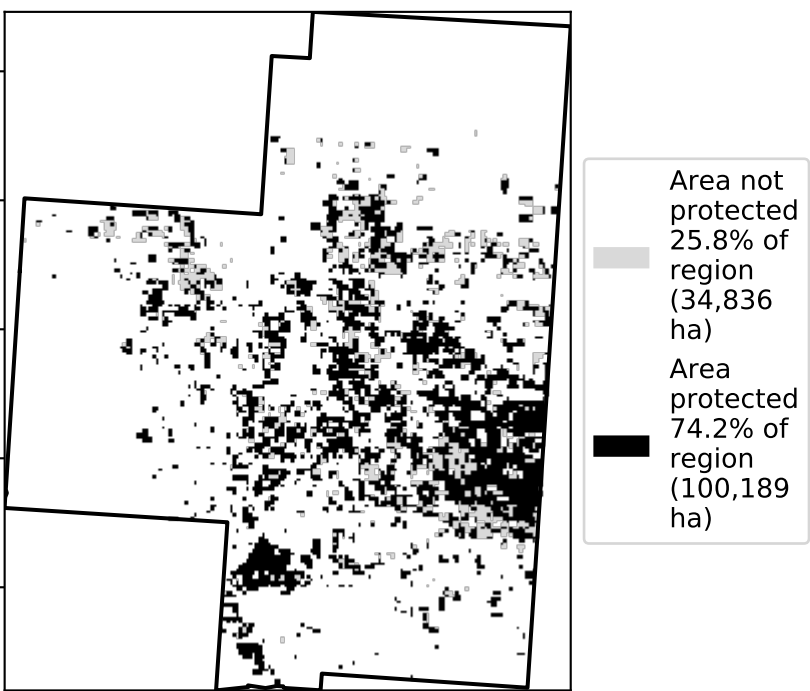 Area not
protected
25.8% of
region
(34,836
ha)
Area
protected
74.2% of
region
(100,189
ha)